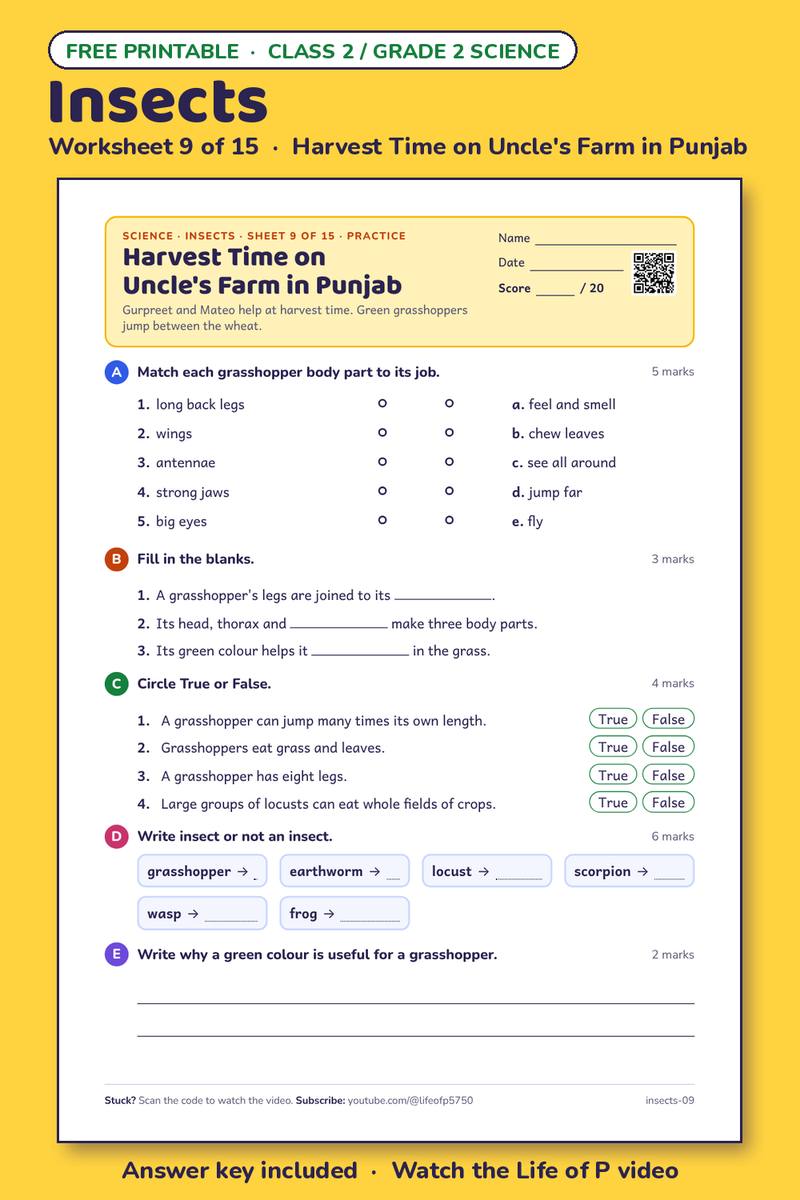 FREE PRINTABLE · CLASS 2 / GRADE 2 SCIENCE
Insects
Worksheet 9 of 15 · Harvest Time on Uncle's Farm in Punjab
SCIENCE · INSECTS · SHEET 9 OF 15 · PRACTICE
Harvest Time on
Uncle's Farm in Punjab
Gurpreet and Mateo help at harvest time. Green grasshoppers
jump between the wheat.
Name
Date
Score ______ / 20
A Match each grasshopper body part to its job. 5 marks
1. long back legs a. feel and smell
2. wings b. chew leaves
3. antennae c. see all around
4. strong jaws d. jump far
5. big eyes e. fly
B Fill in the blanks. 3 marks
1. A grasshopper's legs are joined to its ____________.
2. Its head, thorax and ____________ make three body parts.
3. Its green colour helps it ____________ in the grass.
C Circle True or False. 4 marks
1. A grasshopper can jump many times its own length. True False
2. Grasshoppers eat grass and leaves. True False
3. A grasshopper has eight legs. True False
4. Large groups of locusts can eat whole fields of crops. True False
D Write insect or not an insect. 6 marks
grasshopper → earthworm → locust → scorpion →
wasp → frog →
E Write why a green colour is useful for a grasshopper. 2 marks
Stuck? Scan the code to watch the video. Subscribe: youtube.com/@lifeofp5750 insects-09
Answer key included · Watch the Life of P video